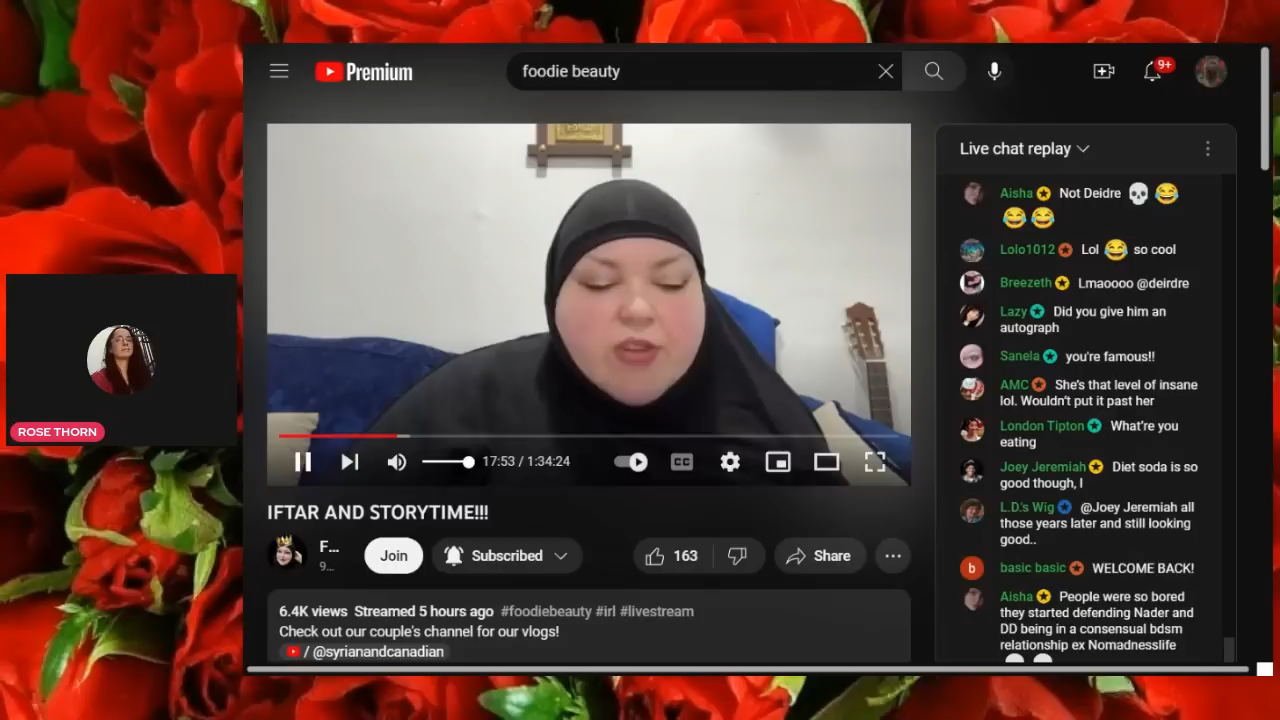 Premium
foodie beauty
9+
Live chat replay
Aisha Not Deidre
Lolo1012 Lol so cool
Breezeth Lmaoooo @deirdre
Lazy Did you give him an
autograph
Sanela you're famous!!
AMC She's that level of insane
lol. Wouldn't put it past her
London Tipton What're you
eating
Joey Jeremiah Diet soda is so
good though, I
L.D.'s Wig @Joey Jeremiah all
those years later and still looking
good..
b basic basic WELCOME BACK!
Aisha People were so bored
they started defending Nader and
DD being in a consensual bdsm
relationship ex Nomadnesslife
ROSE THORN
17:53 / 1:34:24
CC
IFTAR AND STORYTIME!!!
F...
9...
Join
Subscribed
163
Share
6.4K views Streamed 5 hours ago #foodiebeauty #irl #livestream
Check out our couple's channel for our vlogs!
/ @syrianandcanadian